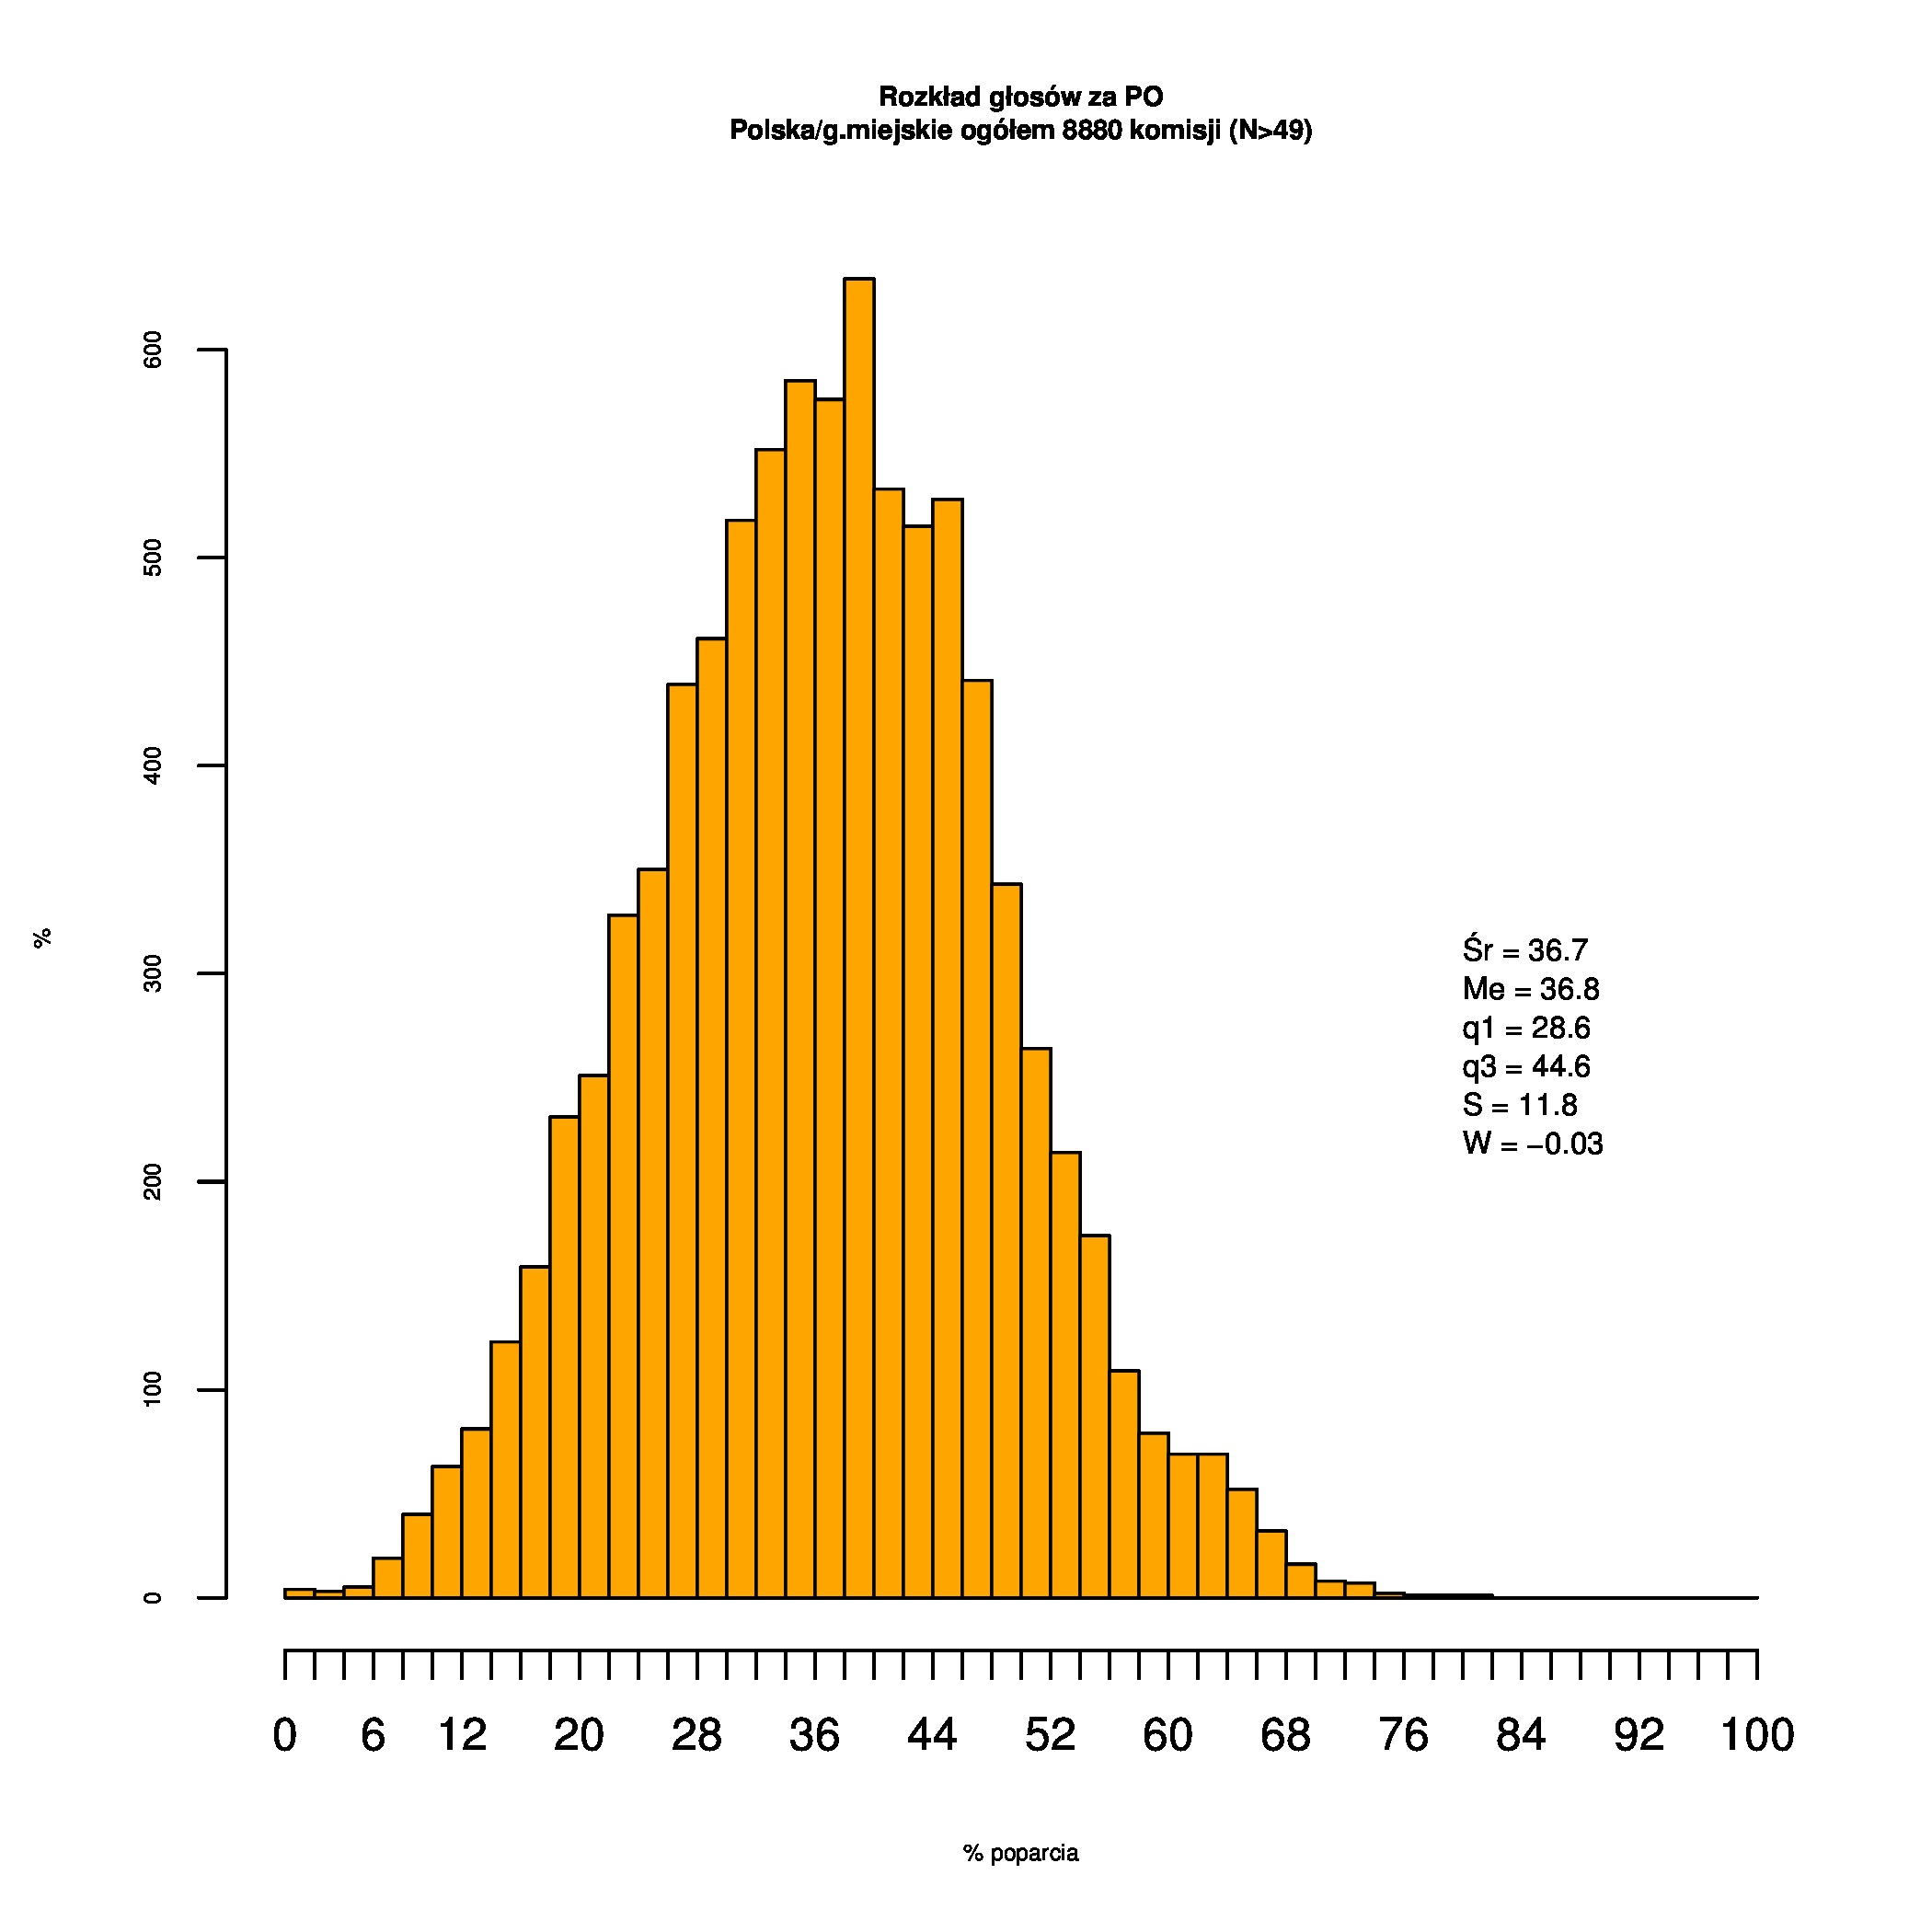 Rozkład głosów za PO
Polska/g.miejskie ogółem 8880 komisji (N>49)
600
500
400
300
200
100
0
%
Śr = 36.7
Me = 36.8
q1 = 28.6
q3 = 44.6
S = 11.8
W = −0.03
0 6 12 20 28 36 44 52 60 68 76 84 92 100
% poparcia